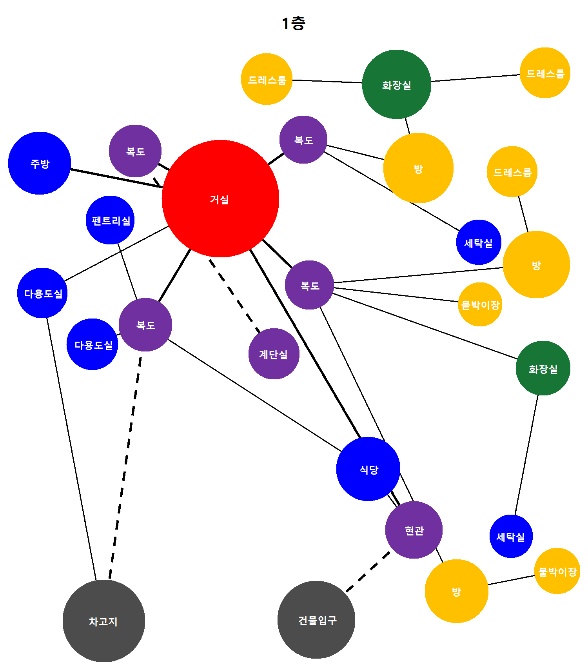 1층
드레스룸
화장실
드레스룸
복도
복도
주방
방
드레스룸
거실
펜트리실
세탁실
방
다용도실
복도
붙박이장
복도
다용도실
계단실
화장실
식당
현관
세탁실
붙박이장
방
차고지
건물입구